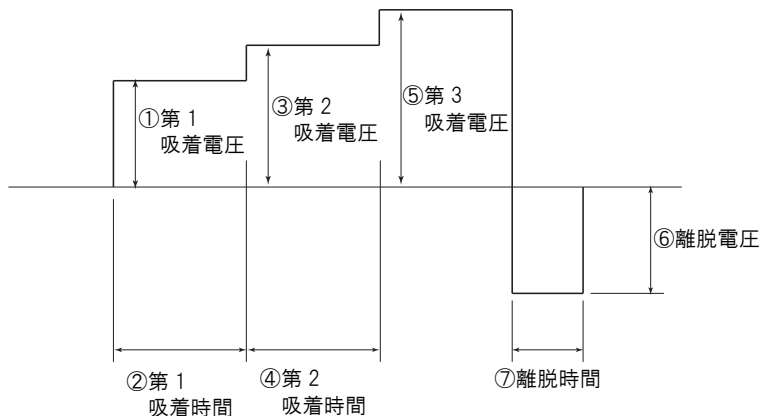 ①第 1
吸着電圧
③第 2
吸着電圧
⑤第 3
吸着電圧
⑥離脱電圧
②第 1
吸着時間
④第 2
吸着時間
⑦離脱時間